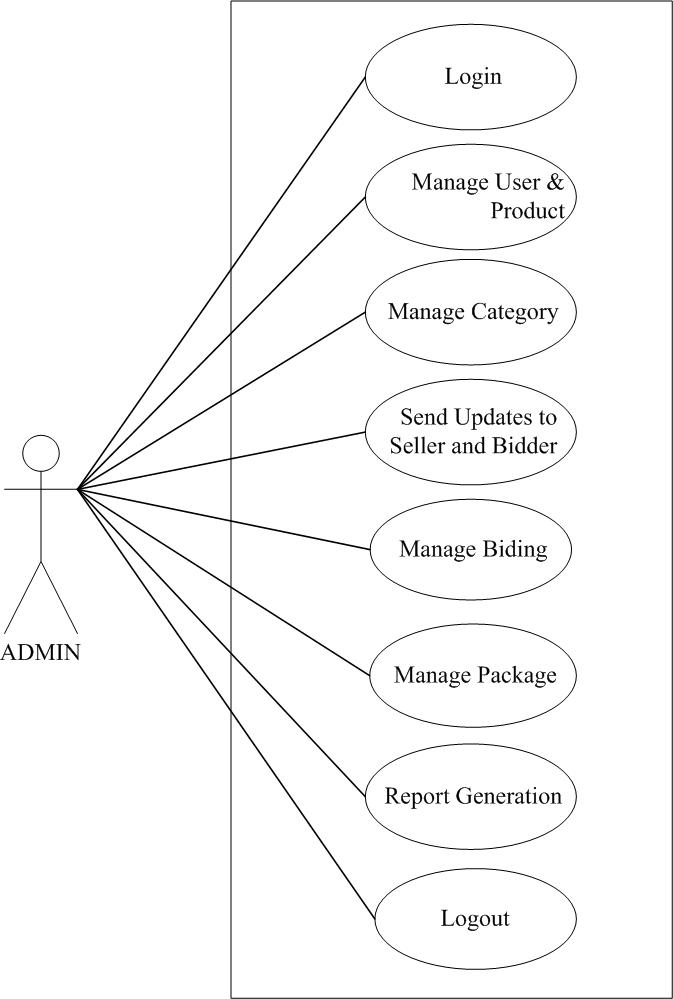 Login
Manage User &
Product
Manage Category
Send Updates to
Seller and Bidder
Manage Biding
Manage Package
Report Generation
Logout
ADMIN